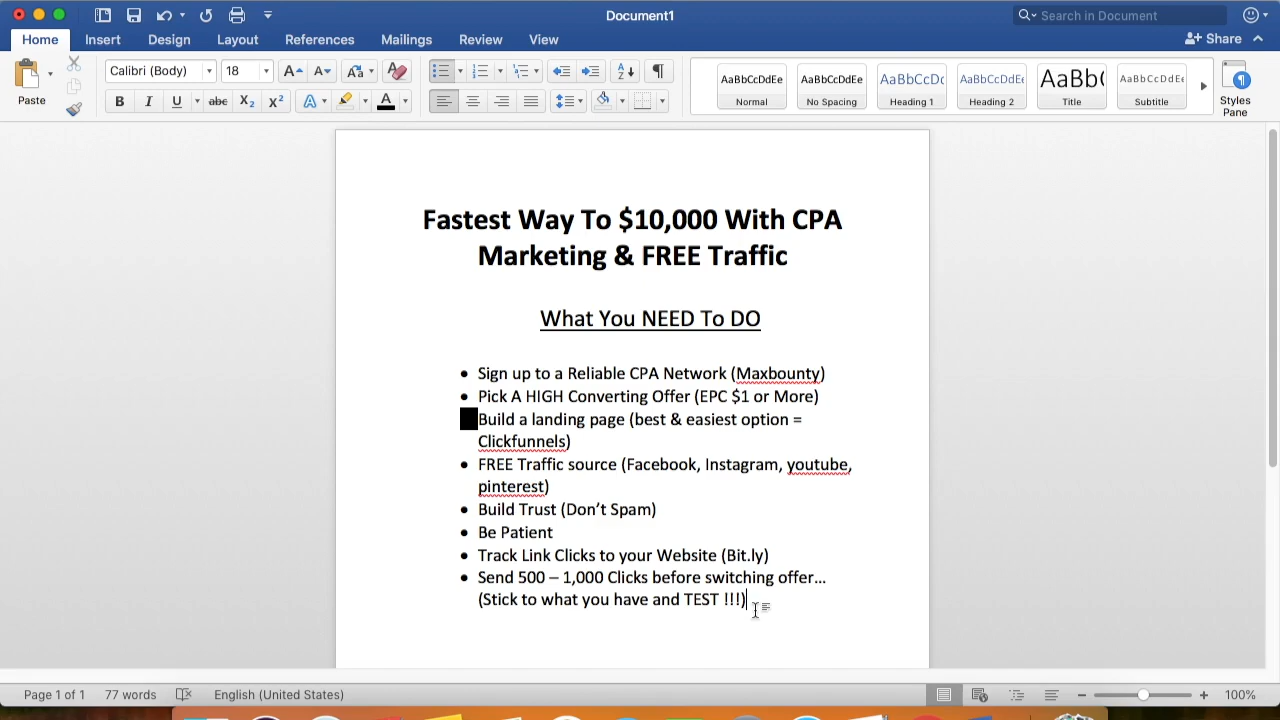 Document1
Search in Document
Home Insert Design Layout References Mailings Review View
Share
Paste
Calibri (Body) 18
AaBbCcDdEe AaBbCcDdEe AaBbCcDc AaBbCcDdEe AaBb( AaBbCcDdEe
Normal No Spacing Heading 1 Heading 2 Title Subtitle
Styles
Pane
Fastest Way To $10,000 With CPA
Marketing & FREE Traffic
What You NEED To DO
• Sign up to a Reliable CPA Network (Maxbounty)
• Pick A HIGH Converting Offer (EPC $1 or More)
Build a landing page (best & easiest option =
Clickfunnels)
• FREE Traffic source (Facebook, Instagram, youtube,
pinterest)
• Build Trust (Don’t Spam)
• Be Patient
• Track Link Clicks to your Website (Bit.ly)
• Send 500 – 1,000 Clicks before switching offer…
(Stick to what you have and TEST !!!)
Page 1 of 1 77 words English (United States) 100%